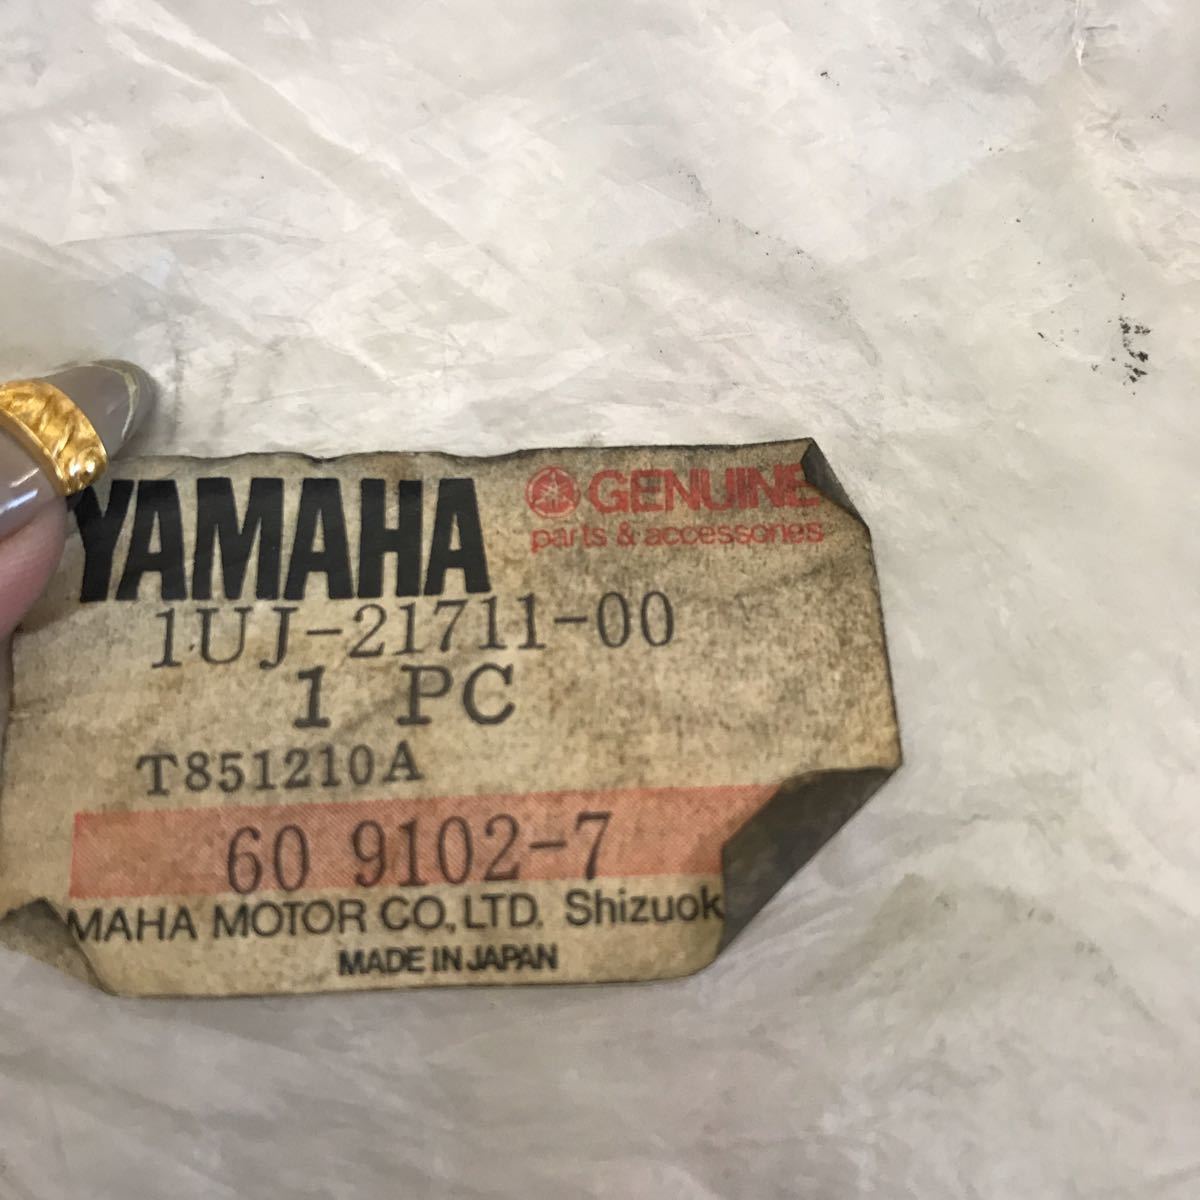 YAMAHA
GENUINE
parts & accessories
1UJ-21711-00
1 PC
T851210A
60 9102-7
MAHA MOTOR CO., LTD. Shizuok
MADE IN JAPAN